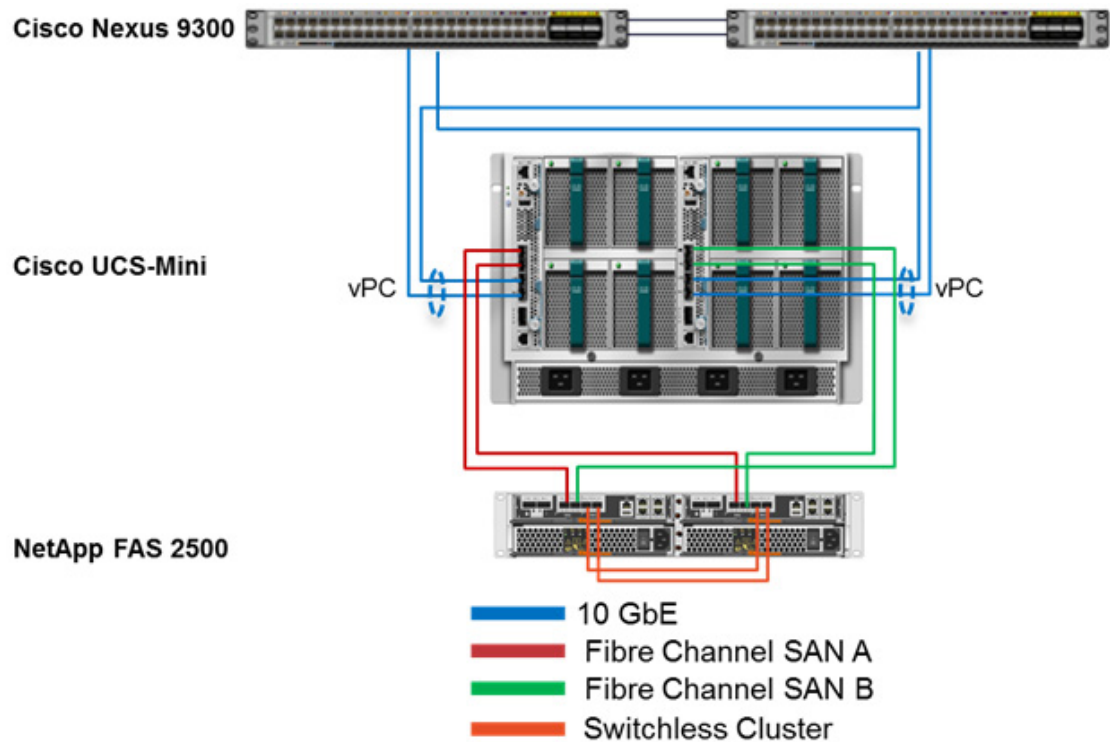 Cisco Nexus 9300
Cisco UCS-Mini
vPC
vPC
NetApp FAS 2500
10 GbE
Fibre Channel SAN A
Fibre Channel SAN B
Switchless Cluster